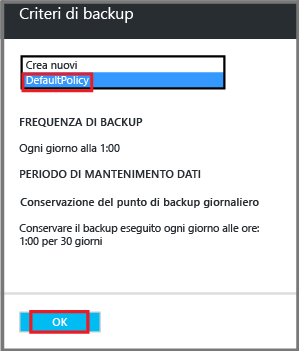 Criteri di backup
Crea nuovi
DefaultPolicy
FREQUENZA DI BACKUP
Ogni giorno alla 1:00
PERIODO DI MANTENIMENTO DATI
Conservazione del punto di backup giornaliero
Conservare il backup eseguito ogni giorno alle ore:
1:00 per 30 giorni
OK